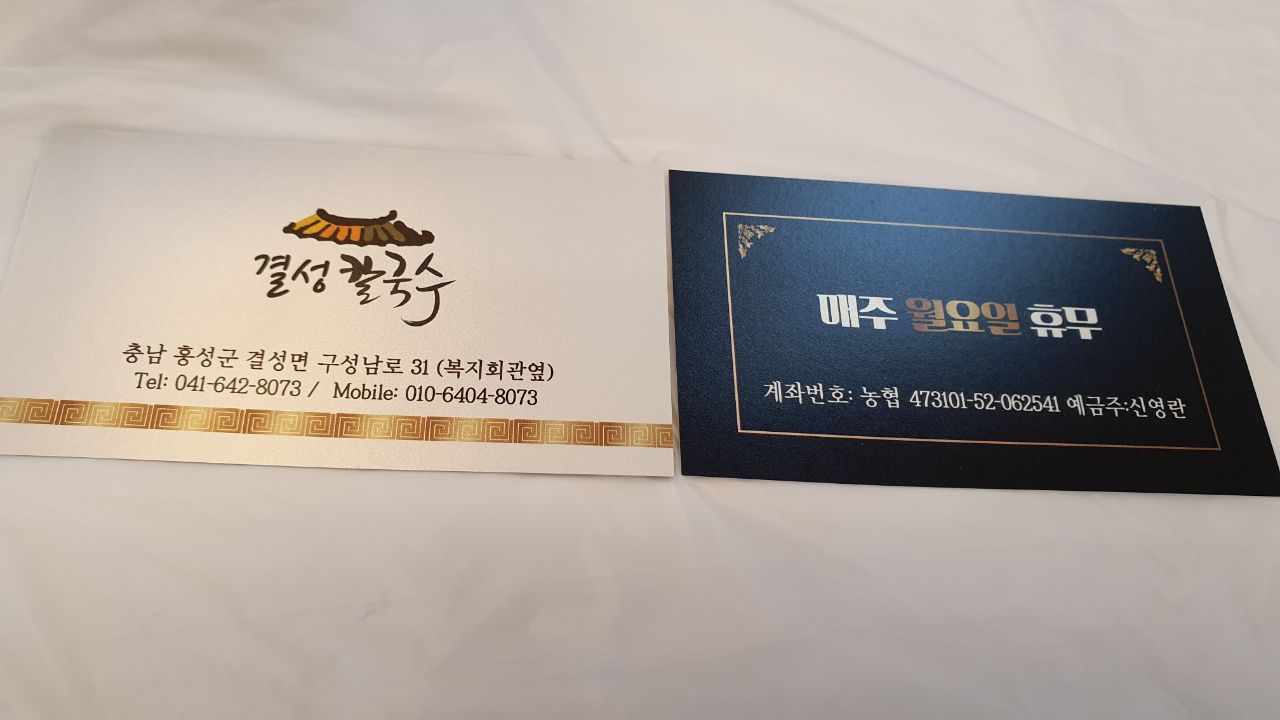 결성 칼국수
충남 홍성군 결성면 구성남로 31 (복지회관옆)
Tel: 041-642-8073 / Mobile: 010-6404-8073
매주 월요일 휴무
계좌번호: 농협 473101-52-062541 예금주:신영란